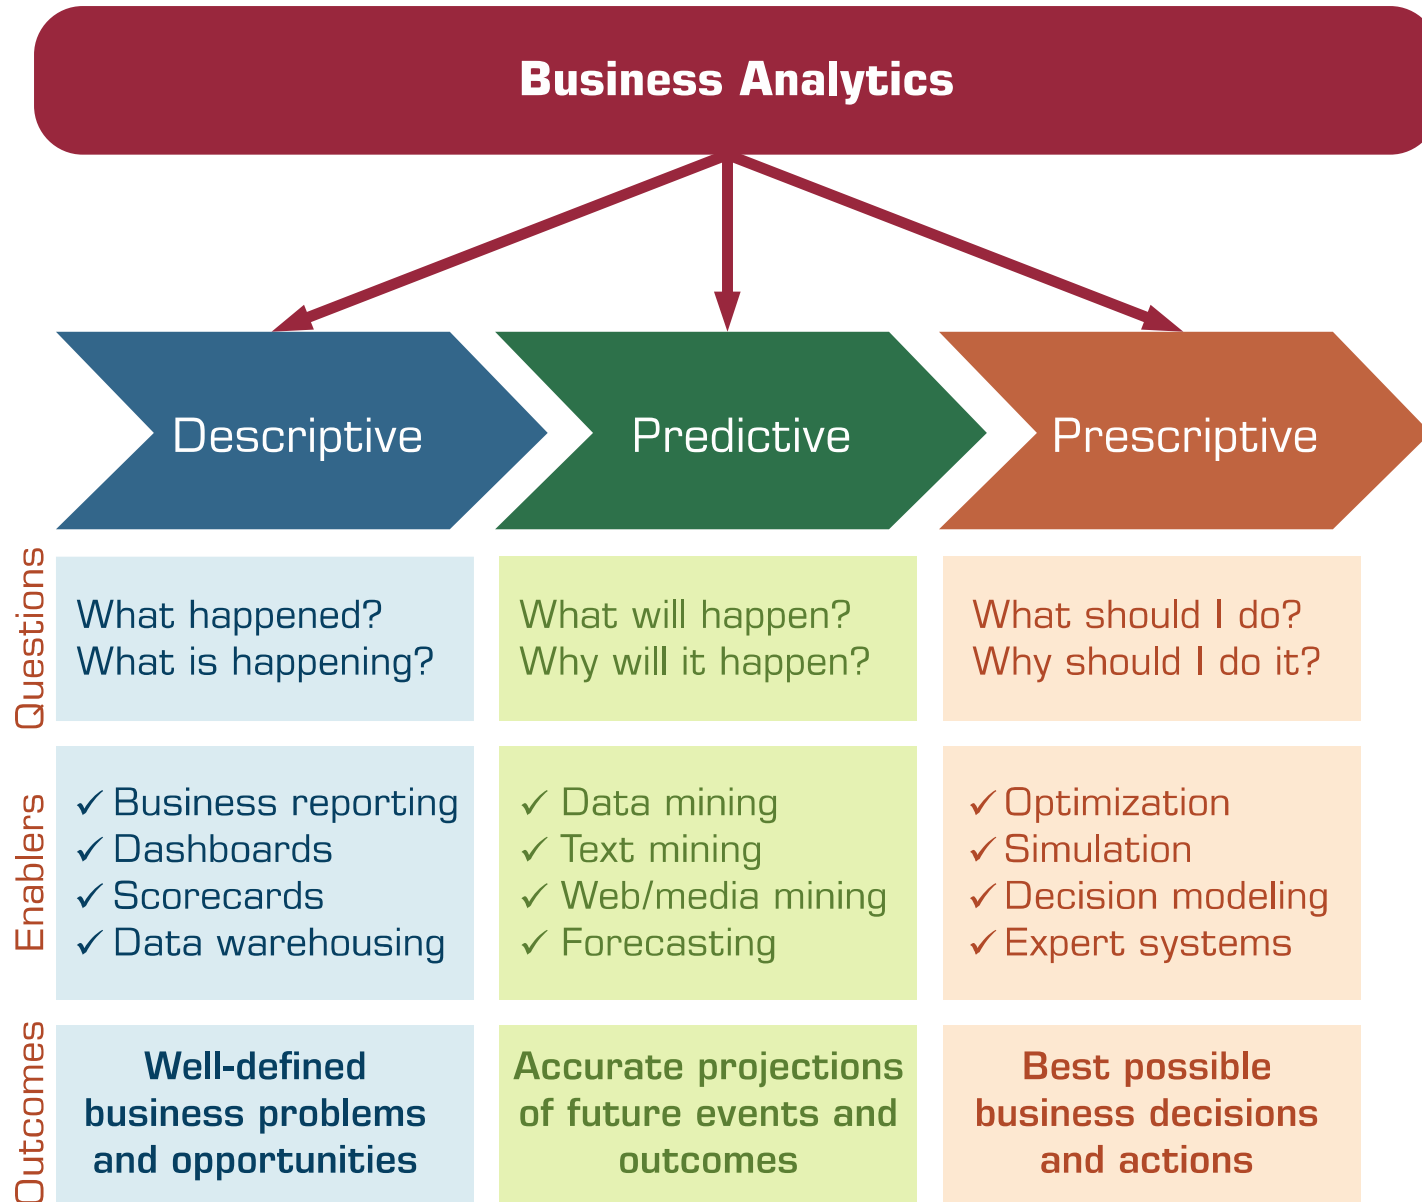 Business Analytics
Descriptive
Predictive
Prescriptive
Questions
What happened?
What is happening?
What will happen?
Why will it happen?
What should I do?
Why should I do it?
Enablers
✓ Business reporting
✓ Dashboards
✓ Scorecards
✓ Data warehousing
✓ Data mining
✓ Text mining
✓ Web/media mining
✓ Forecasting
✓ Optimization
✓ Simulation
✓ Decision modeling
✓ Expert systems
Outcomes
Well-defined
business problems
and opportunities
Accurate projections
of future events and
outcomes
Best possible
business decisions
and actions